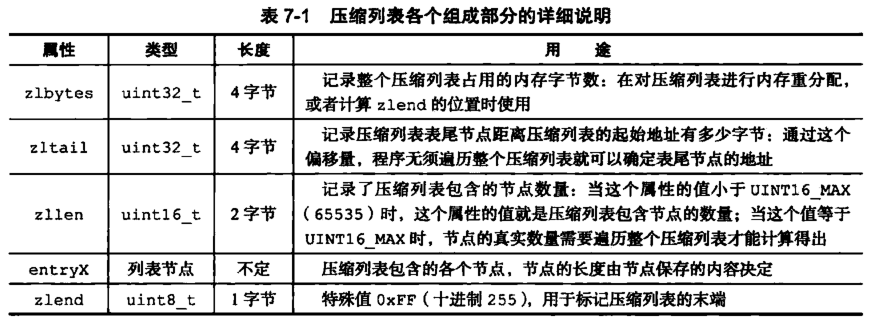 表 7-1 压缩列表各个组成部分的详细说明
属性 类型 长度 用 途
zlbytes uint32_t 4字节 记录整个压缩列表占用的内存字节数：在对压缩列表进行内存重分配，
或者计算 zlend 的位置时使用
zltail uint32_t 4字节 记录压缩列表表尾节点距离压缩列表的起始地址有多少字节：通过这个
偏移量，程序无须遍历整个压缩列表就可以确定表尾节点的地址
zllen uint16_t 2字节 记录了压缩列表包含的节点数量：当这个属性的值小于 UINT16_MAX
（65535）时，这个属性的值就是压缩列表包含节点的数量；当这个值等于
UINT16_MAX 时，节点的真实数量需要遍历整个压缩列表才能计算得出
entryX 列表节点 不定 压缩列表包含的各个节点，节点的长度由节点保存的内容决定
zlend uint8_t 1字节 特殊值 0xFF（十进制 255），用于标记压缩列表的末端